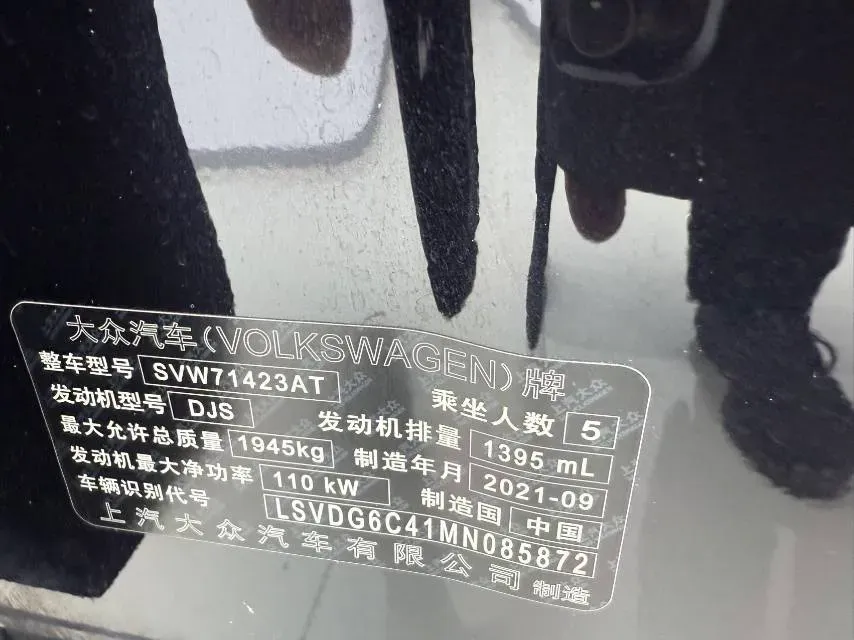 大众汽车(VOLKSWAGEN)牌
整车型号 SVW71423AT 乘坐人数 5
发动机型号 DJS 发动机排量 1395 mL
最大允许总质量 1945kg 制造年月 2021-09
发动机最大净功率 110 kW 制造国 中国
车辆识别代号 LSVDG6C41MN085872
上汽大众汽车有限公司 制造